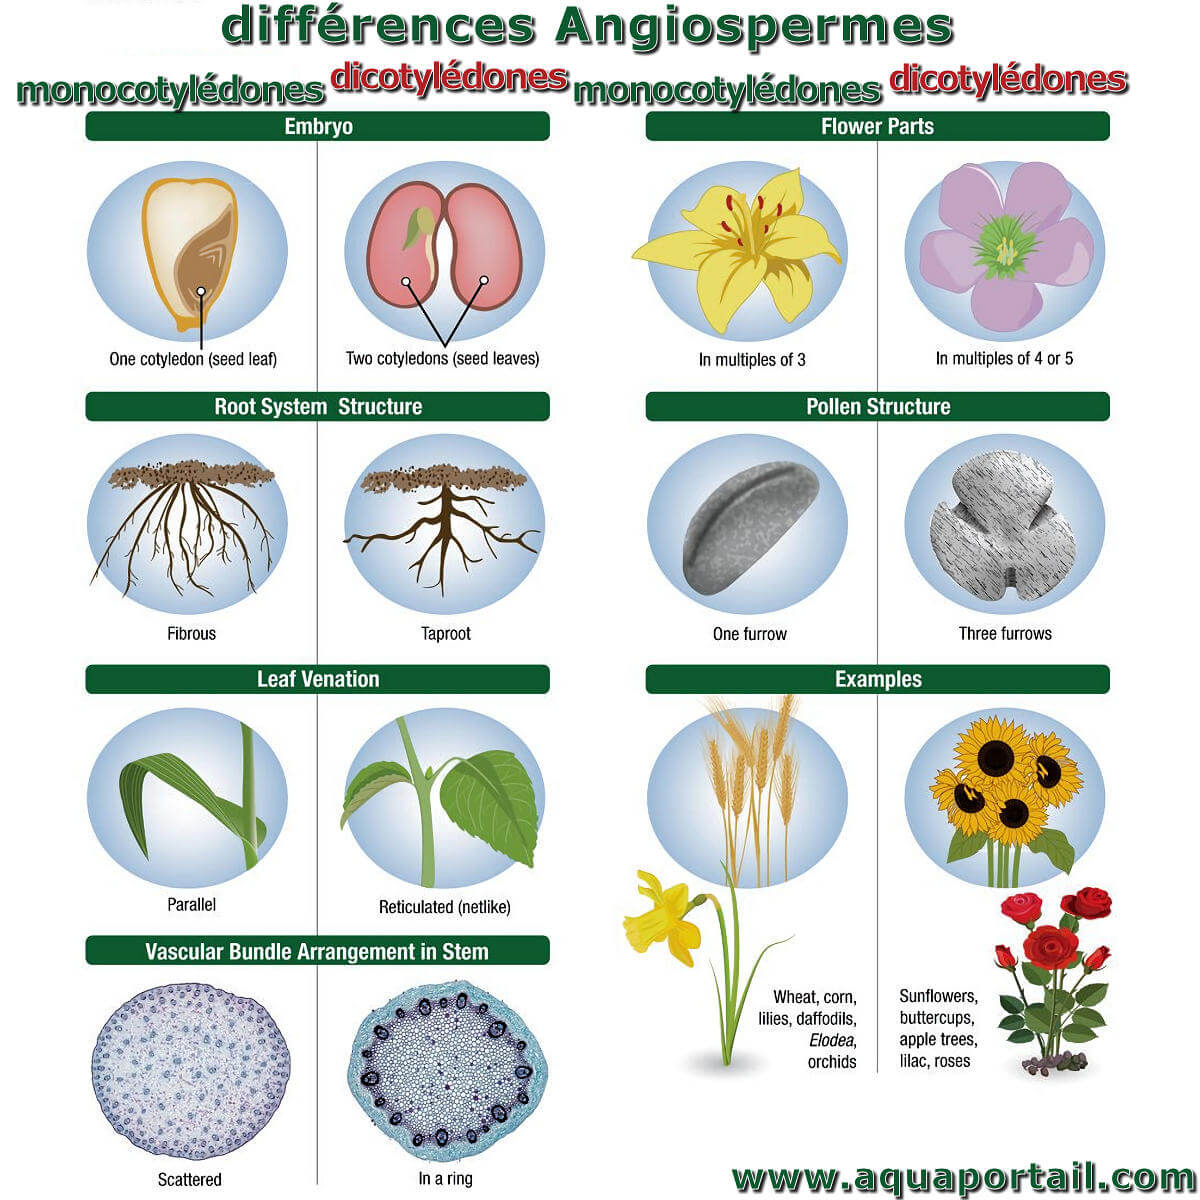 différences Angiospermes
monocotylédones dicotylédones monocotylédones dicotylédones
Embryo
One cotyledon (seed leaf)
Two cotyledons (seed leaves)
Flower Parts
In multiples of 3
In multiples of 4 or 5
Root System Structure
Fibrous
Taproot
Pollen Structure
One furrow
Three furrows
Leaf Venation
Parallel
Reticulated (netlike)
Examples
Wheat, corn,
lilies, daffodils,
Elodea,
orchids
Sunflowers,
buttercups,
apple trees,
lilac, roses
Vascular Bundle Arrangement in Stem
Scattered
In a ring
www.aquaportail.com